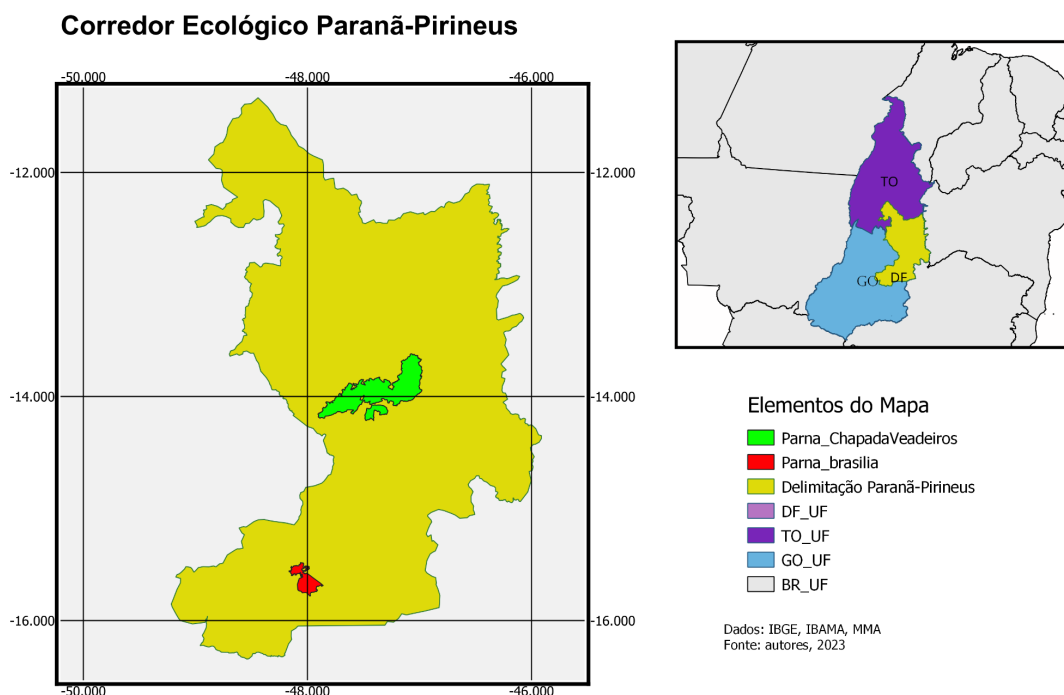 Corredor Ecológico Paranã-Pirineus
-50.000
-48.000
-46.000
-12.000
-12.000
-14.000
-14.000
-16.000
-16.000
-50.000
-48.000
-46.000
TO
GO
DF
Elementos do Mapa
Parna_ChapadaVeadeiros
Parna_brasilia
Delimitação Paranã-Pirineus
DF_UF
TO_UF
GO_UF
BR_UF
Dados: IBGE, IBAMA, MMA
Fonte: autores, 2023